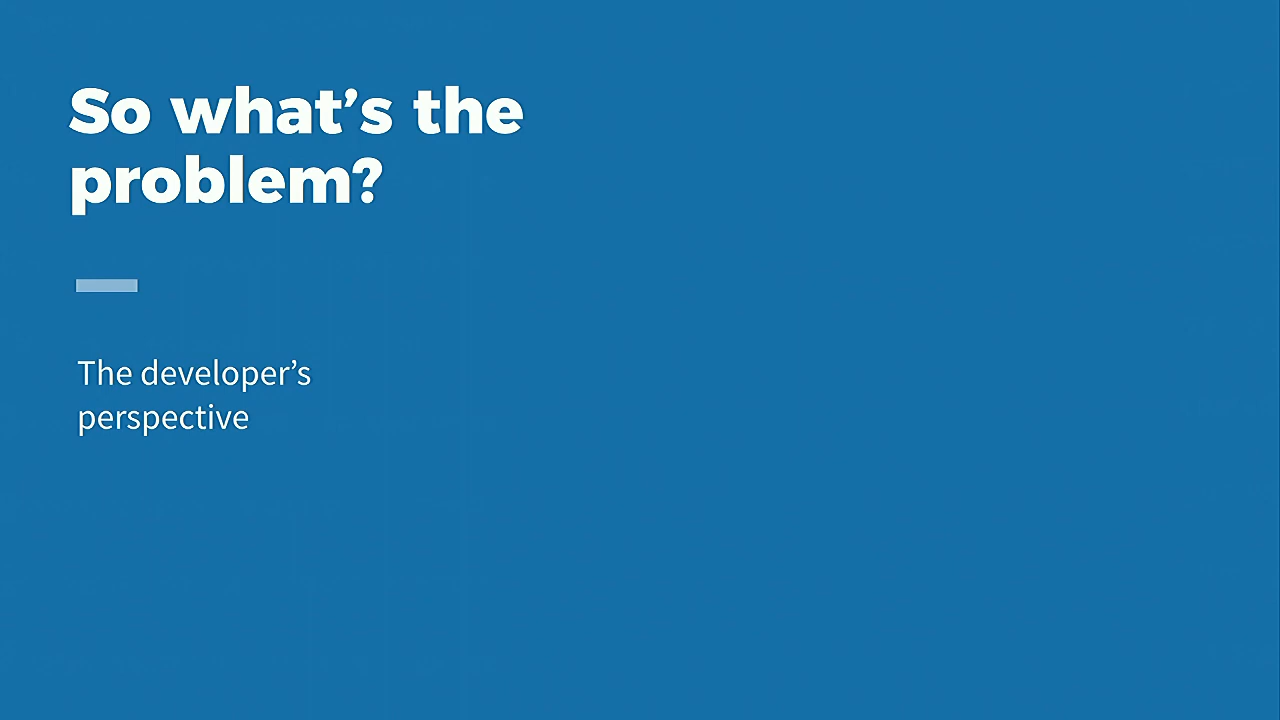 So what’s the
problem?
The developer’s
perspective